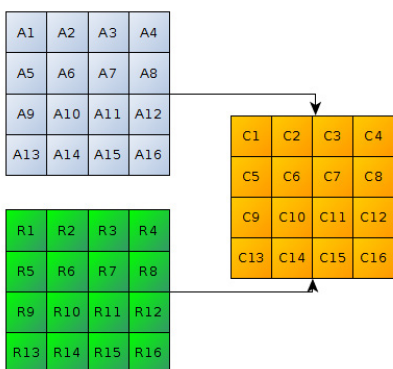 A1 A2 A3 A4
A5 A6 A7 A8
A9 A10 A11 A12
A13 A14 A15 A16
C1 C2 C3 C4
C5 C6 C7 C8
C9 C10 C11 C12
C13 C14 C15 C16
R1 R2 R3 R4
R5 R6 R7 R8
R9 R10 R11 R12
R13 R14 R15 R16